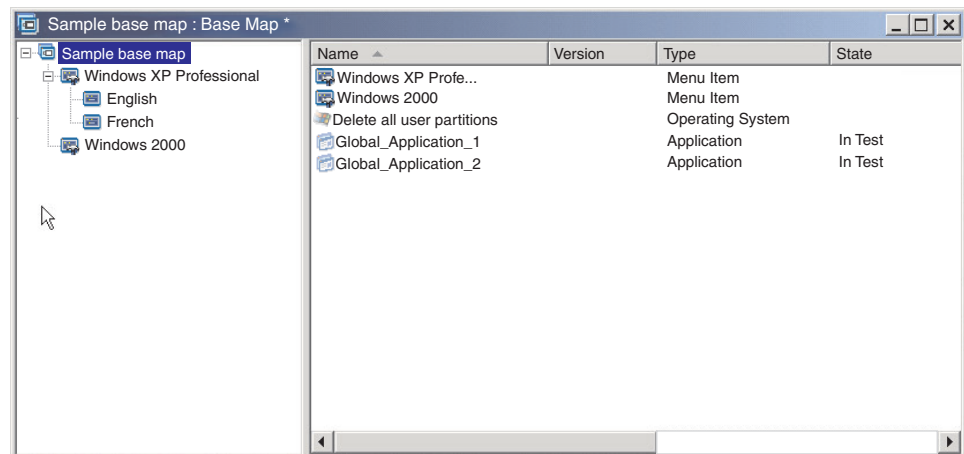 Sample base map : Base Map *
Sample base map
Windows XP Professional
English
French
Windows 2000
Name Version Type State
Windows XP Profe... Menu Item
Windows 2000 Menu Item
Delete all user partitions Operating System
Global_Application_1 Application In Test
Global_Application_2 Application In Test